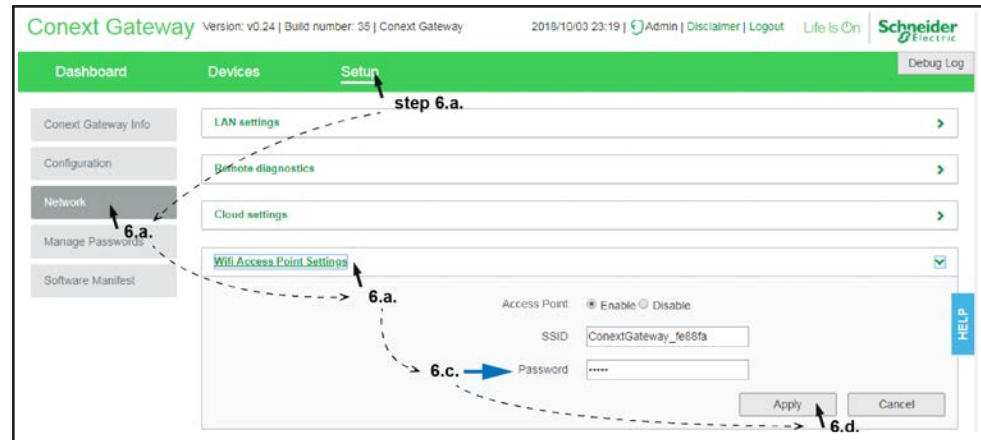 Conext Gateway Version: v0.24 | Build number: 35 | Conext Gateway 2018/10/03 23:19 | Admin | Disclaimer | Logout Life Is On Schneider Electric
Dashboard Devices Setup Debug Log
step 6.a.
Conext Gateway Info LAN settings
Configuration Remote diagnostics
Network Cloud settings
6.a.
Manage Passwords
Wifi Access Point Settings
Software Manifest
6.a. Access Point Enable Disable
SSID ConextGateway_fe88fa
6.c. Password •••••
HELP
Apply Cancel
6.d.